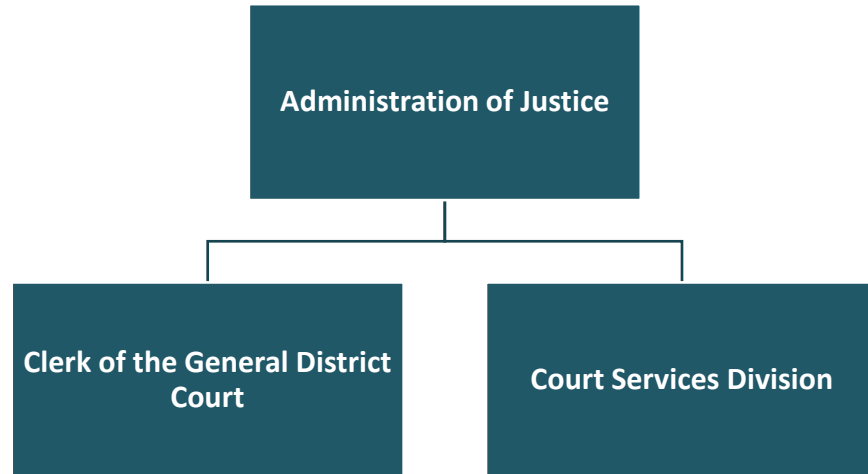 Administration of Justice
Clerk of the General District
Court
Court Services Division